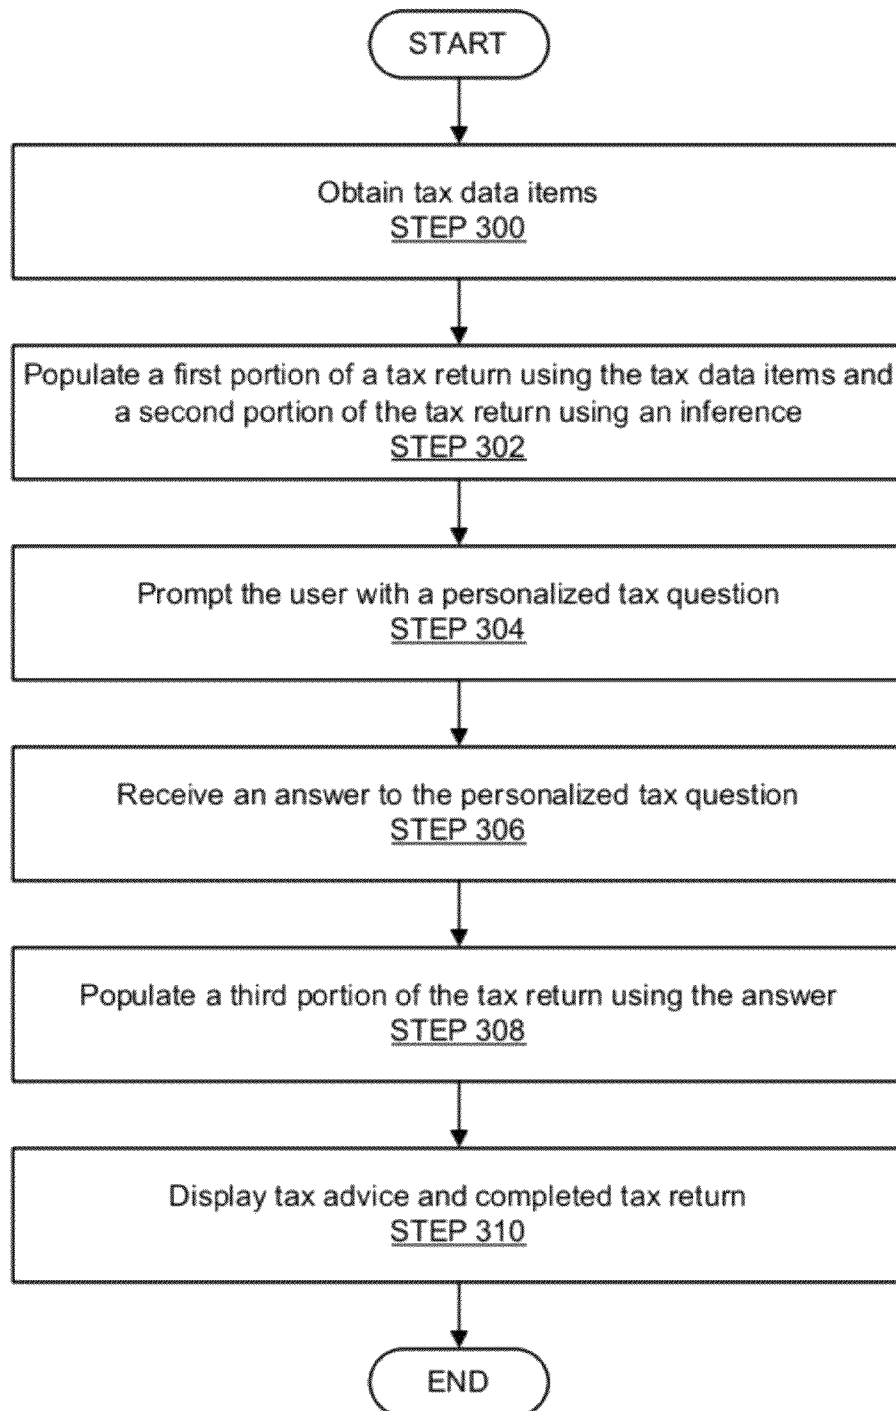 START
Obtain tax data items
STEP 300
Populate a first portion of a tax return using the tax data items and
a second portion of the tax return using an inference
STEP 302
Prompt the user with a personalized tax question
STEP 304
Receive an answer to the personalized tax question
STEP 306
Populate a third portion of the tax return using the answer
STEP 308
Display tax advice and completed tax return
STEP 310
END